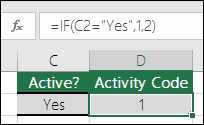 fx =IF(C2="Yes",1,2)
C D
Active? Activity Code
Yes 1